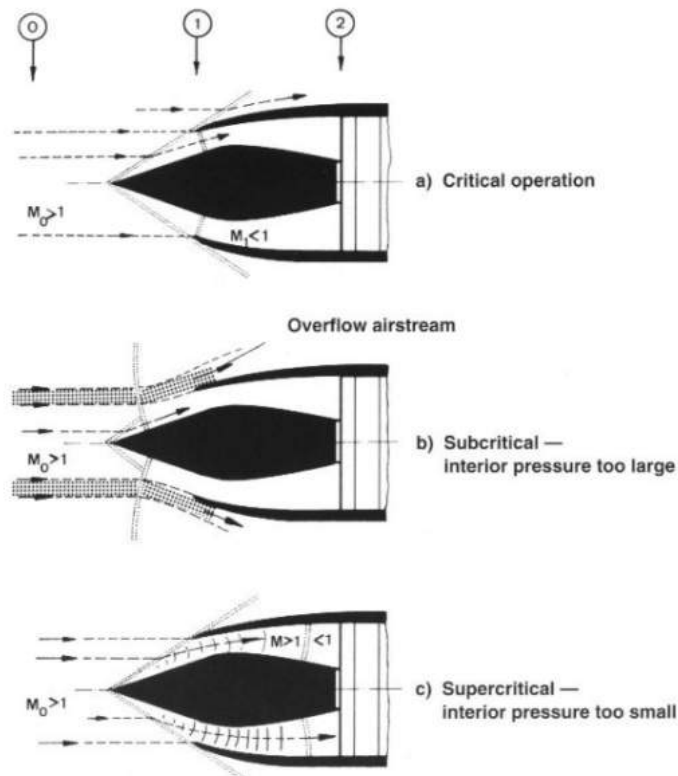 0 1 2
a) Critical operation
M0>1
M1<1
Overflow airstream
b) Subcritical —
interior pressure too large
M0>1
M>1 <1
c) Supercritical —
interior pressure too small
M0>1